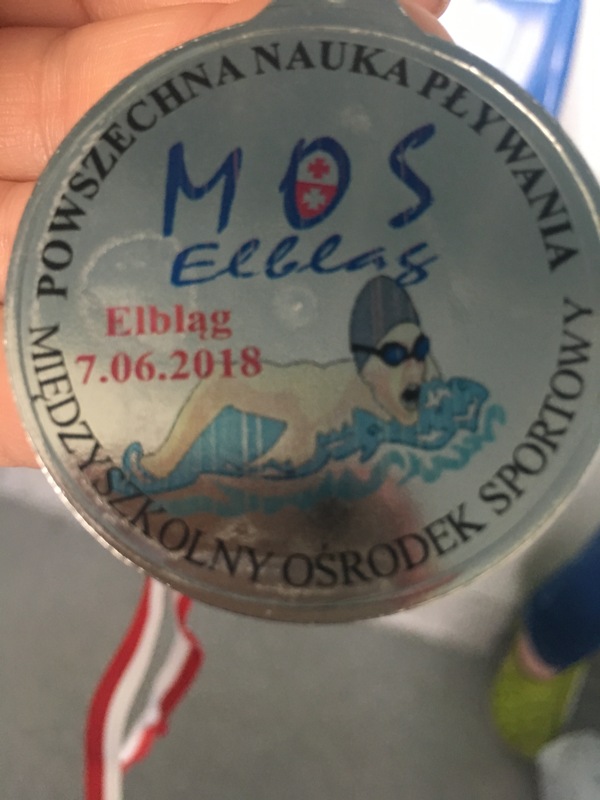 POWSZECHNA NAUKA PŁYWANIA
MOS
Elbląg
Elbląg
7.06.2018
MIĘDZYSZKOLNY OŚRODEK SPORTOWY